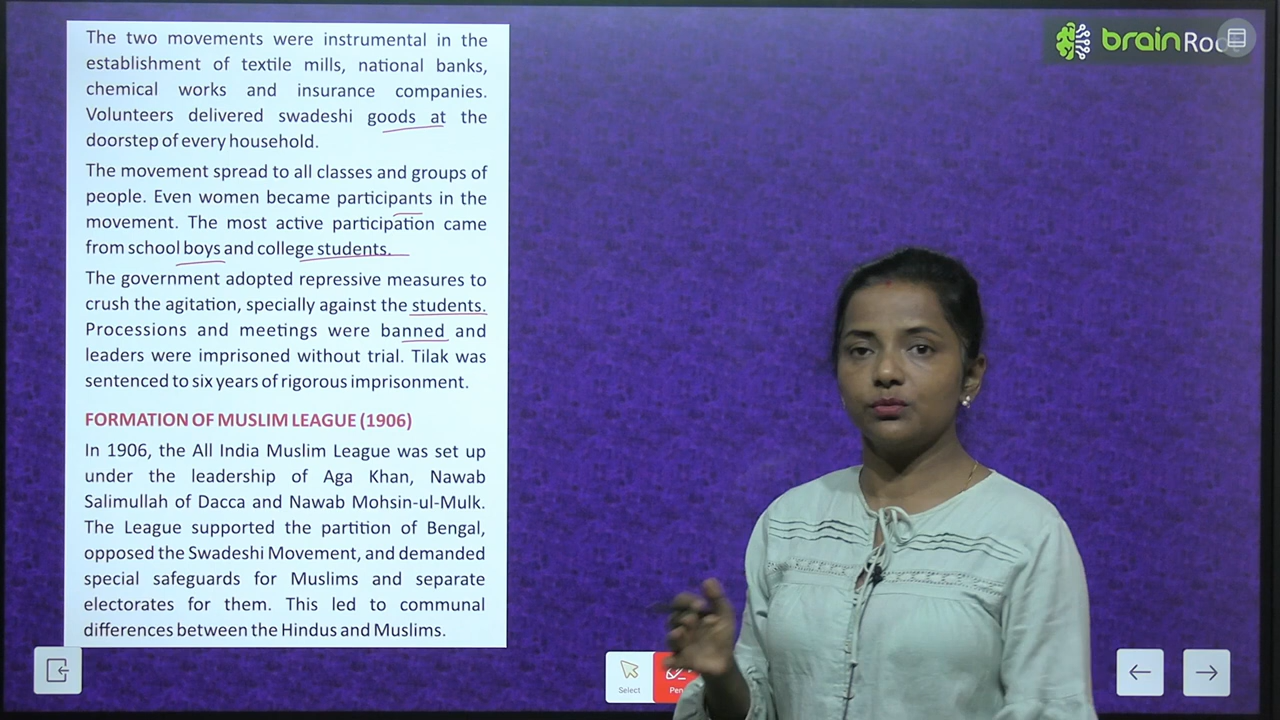 The two movements were instrumental in the
establishment of textile mills, national banks,
chemical works and insurance companies.
Volunteers delivered swadeshi goods at the
doorstep of every household.
The movement spread to all classes and groups of
people. Even women became participants in the
movement. The most active participation came
from school boys and college students.
The government adopted repressive measures to
crush the agitation, specially against the students.
Processions and meetings were banned and
leaders were imprisoned without trial. Tilak was
sentenced to six years of rigorous imprisonment.
FORMATION OF MUSLIM LEAGUE (1906)
In 1906, the All India Muslim League was set up
under the leadership of Aga Khan, Nawab
Salimullah of Dacca and Nawab Mohsin-ul-Mulk.
The League supported the partition of Bengal,
opposed the Swadeshi Movement, and demanded
special safeguards for Muslims and separate
electorates for them. This led to communal
differences between the Hindus and Muslims.
brain
Select
Pen